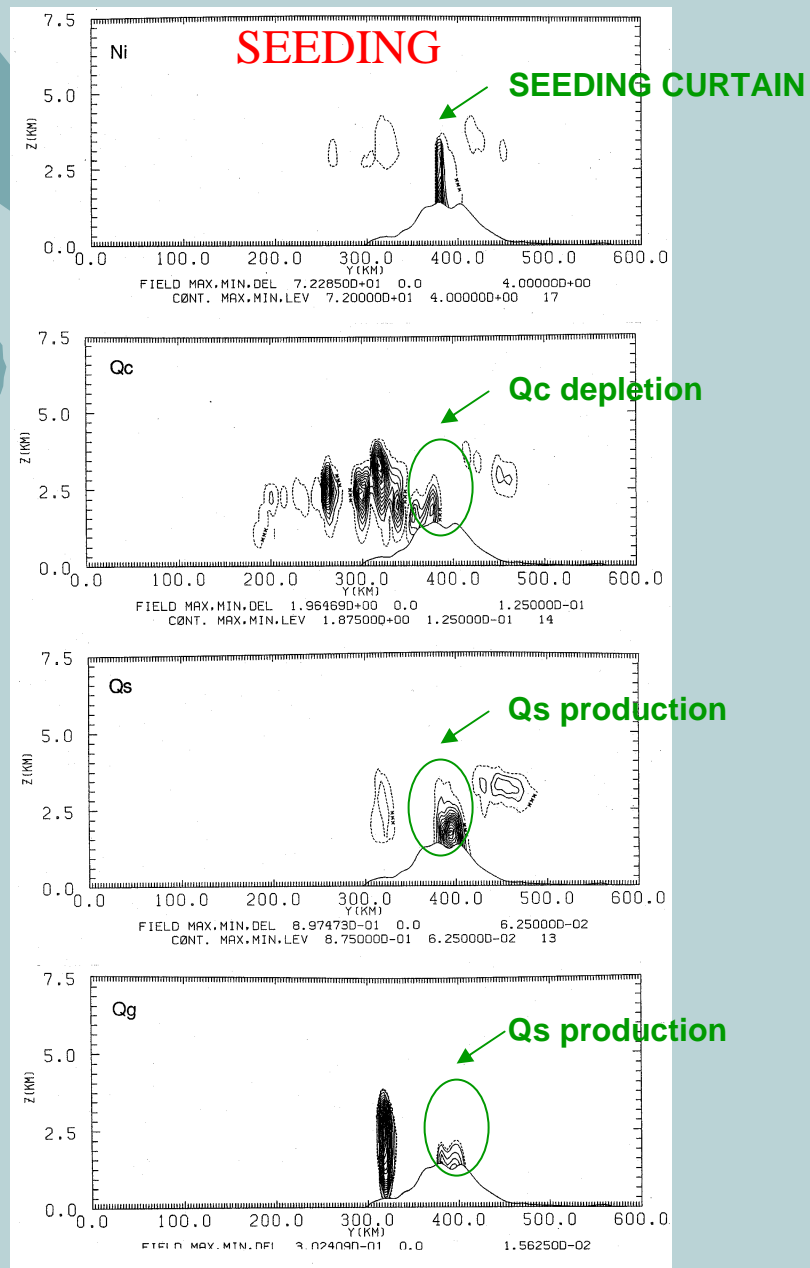 SEEDING
Ni
SEEDING CURTAIN
7.5
5.0
2.5
0.0
Z(KM)
0.0 100.0 200.0 300.0 400.0 500.0 600.0
Y(KM)
FIELD MAX.MIN.DEL 7.22850D+01 0.0 4.00000D+00
CØNT. MAX.MIN.LEV 7.20000D+01 4.00000D+00 17
Qc
Qc depletion
7.5
5.0
2.5
0.0
Z(KM)
0.0 100.0 200.0 300.0 400.0 500.0 600.0
Y(KM)
FIELD MAX.MIN.DEL 1.96469D+00 0.0 1.25000D-01
CØNT. MAX.MIN.LEV 1.87500D+00 1.25000D-01 14
Qs
Qs production
7.5
5.0
2.5
0.0
Z(KM)
0.0 100.0 200.0 300.0 400.0 500.0 600.0
Y(KM)
FIELD MAX.MIN.DEL 8.97473D-01 0.0 6.25000D-02
CØNT. MAX.MIN.LEV 8.75000D-01 6.25000D-02 13
Qg
Qs production
7.5
5.0
2.5
0.0
Z(KM)
0.0 100.0 200.0 300.0 400.0 500.0 600.0
Y(KM)
FIELD MAX.MIN.DEL 3.02409D-01 0.0 1.56250D-02